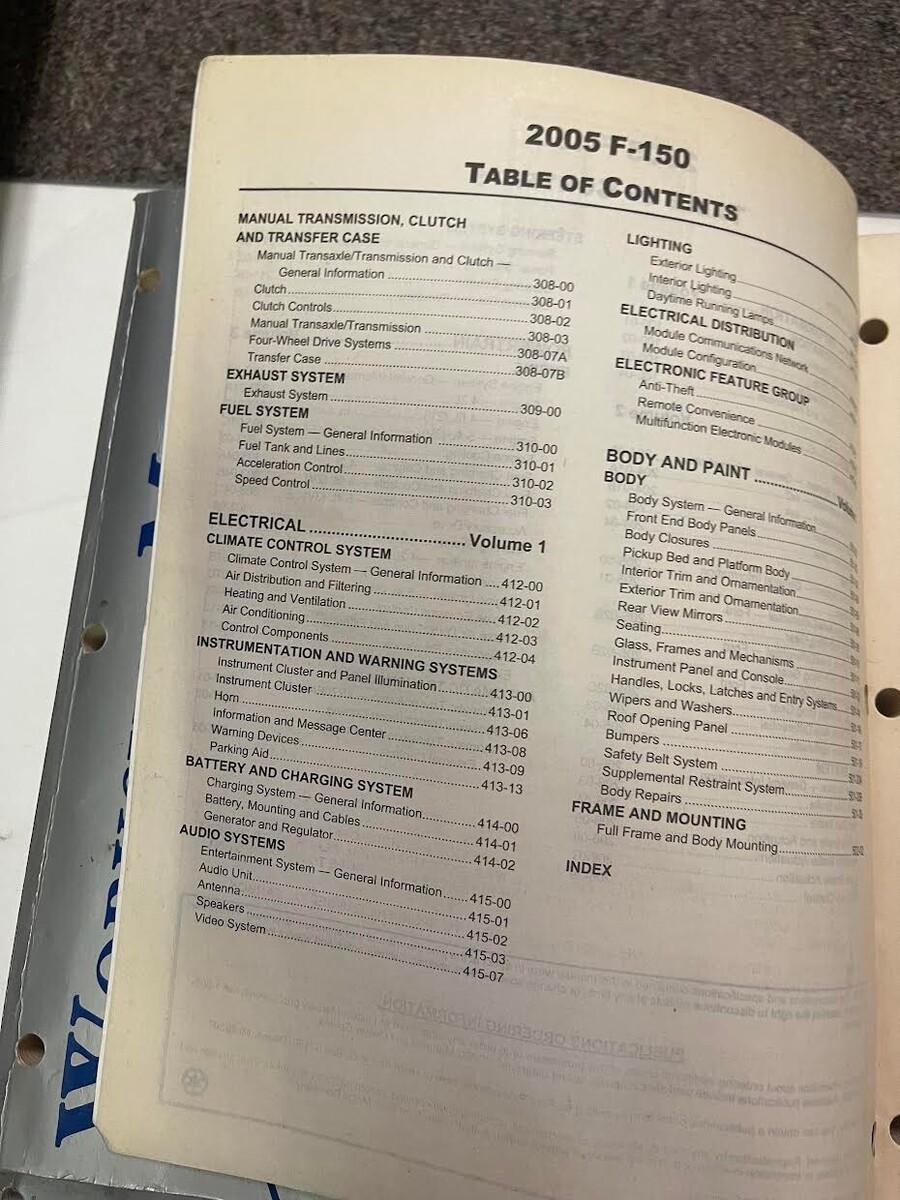 2005 F-150
TABLE OF CONTENTS
MANUAL TRANSMISSION, CLUTCH
AND TRANSFER CASE
Manual Transaxle/Transmission and Clutch —
General Information ........ 308-00
Clutch ........ 308-01
Clutch Controls ........ 308-02
Manual Transaxle/Transmission ........ 308-03
Four-Wheel Drive Systems ........ 308-07A
Transfer Case ........ 308-07B
EXHAUST SYSTEM
Exhaust System ........ 309-00
FUEL SYSTEM
Fuel System — General Information ........ 310-00
Fuel Tank and Lines ........ 310-01
Acceleration Control ........ 310-02
Speed Control ........ 310-03
ELECTRICAL ........ Volume 1
CLIMATE CONTROL SYSTEM
Climate Control System — General Information .... 412-00
Air Distribution and Filtering ........ 412-01
Heating and Ventilation ........ 412-02
Air Conditioning ........ 412-03
Control Components ........ 412-04
INSTRUMENTATION AND WARNING SYSTEMS
Instrument Cluster and Panel Illumination ........ 413-00
Instrument Cluster ........ 413-01
Horn ........ 413-06
Information and Message Center ........ 413-08
Warning Devices ........ 413-09
Parking Aid ........ 413-13
BATTERY AND CHARGING SYSTEM
Charging System — General Information ........ 414-00
Battery, Mounting and Cables ........ 414-01
Generator and Regulator ........ 414-02
AUDIO SYSTEMS
Entertainment System — General Information ........ 415-00
Audio Unit ........ 415-01
Antenna ........ 415-02
Speakers ........ 415-03
Video System ........ 415-07
LIGHTING
Exterior Lighting
Interior Lighting
Daytime Running Lamps
ELECTRICAL DISTRIBUTION
Module Communications Network
Module Configuration
ELECTRONIC FEATURE GROUP
Anti-Theft
Remote Convenience
Multifunction Electronic Modules
BODY AND PAINT ........
BODY
Body System — General Information
Front End Body Panels
Body Closures
Pickup Bed and Platform Body
Interior Trim and Ornamentation
Exterior Trim and Ornamentation
Rear View Mirrors
Seating
Glass, Frames and Mechanisms
Instrument Panel and Console
Handles, Locks, Latches and Entry Systems
Wipers and Washers
Roof Opening Panel
Bumpers
Safety Belt System
Supplemental Restraint System
Body Repairs
FRAME AND MOUNTING
Full Frame and Body Mounting
INDEX